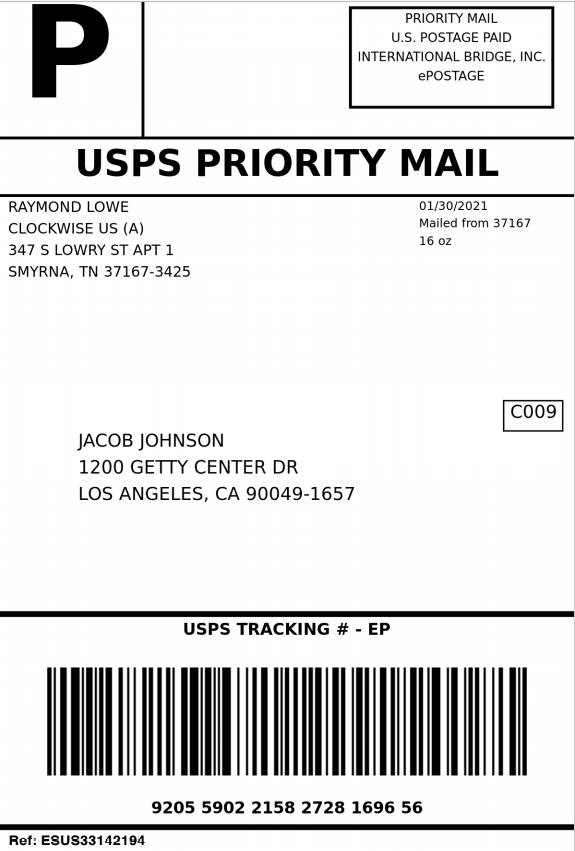 P
PRIORITY MAIL
U.S. POSTAGE PAID
INTERNATIONAL BRIDGE, INC.
ePOSTAGE
USPS PRIORITY MAIL
RAYMOND LOWE
CLOCKWISE US (A)
347 S LOWRY ST APT 1
SMYRNA, TN 37167-3425
01/30/2021
Mailed from 37167
16 oz
C009
JACOB JOHNSON
1200 GETTY CENTER DR
LOS ANGELES, CA 90049-1657
USPS TRACKING # - EP
9205 5902 2158 2728 1696 56
Ref: ESUS33142194